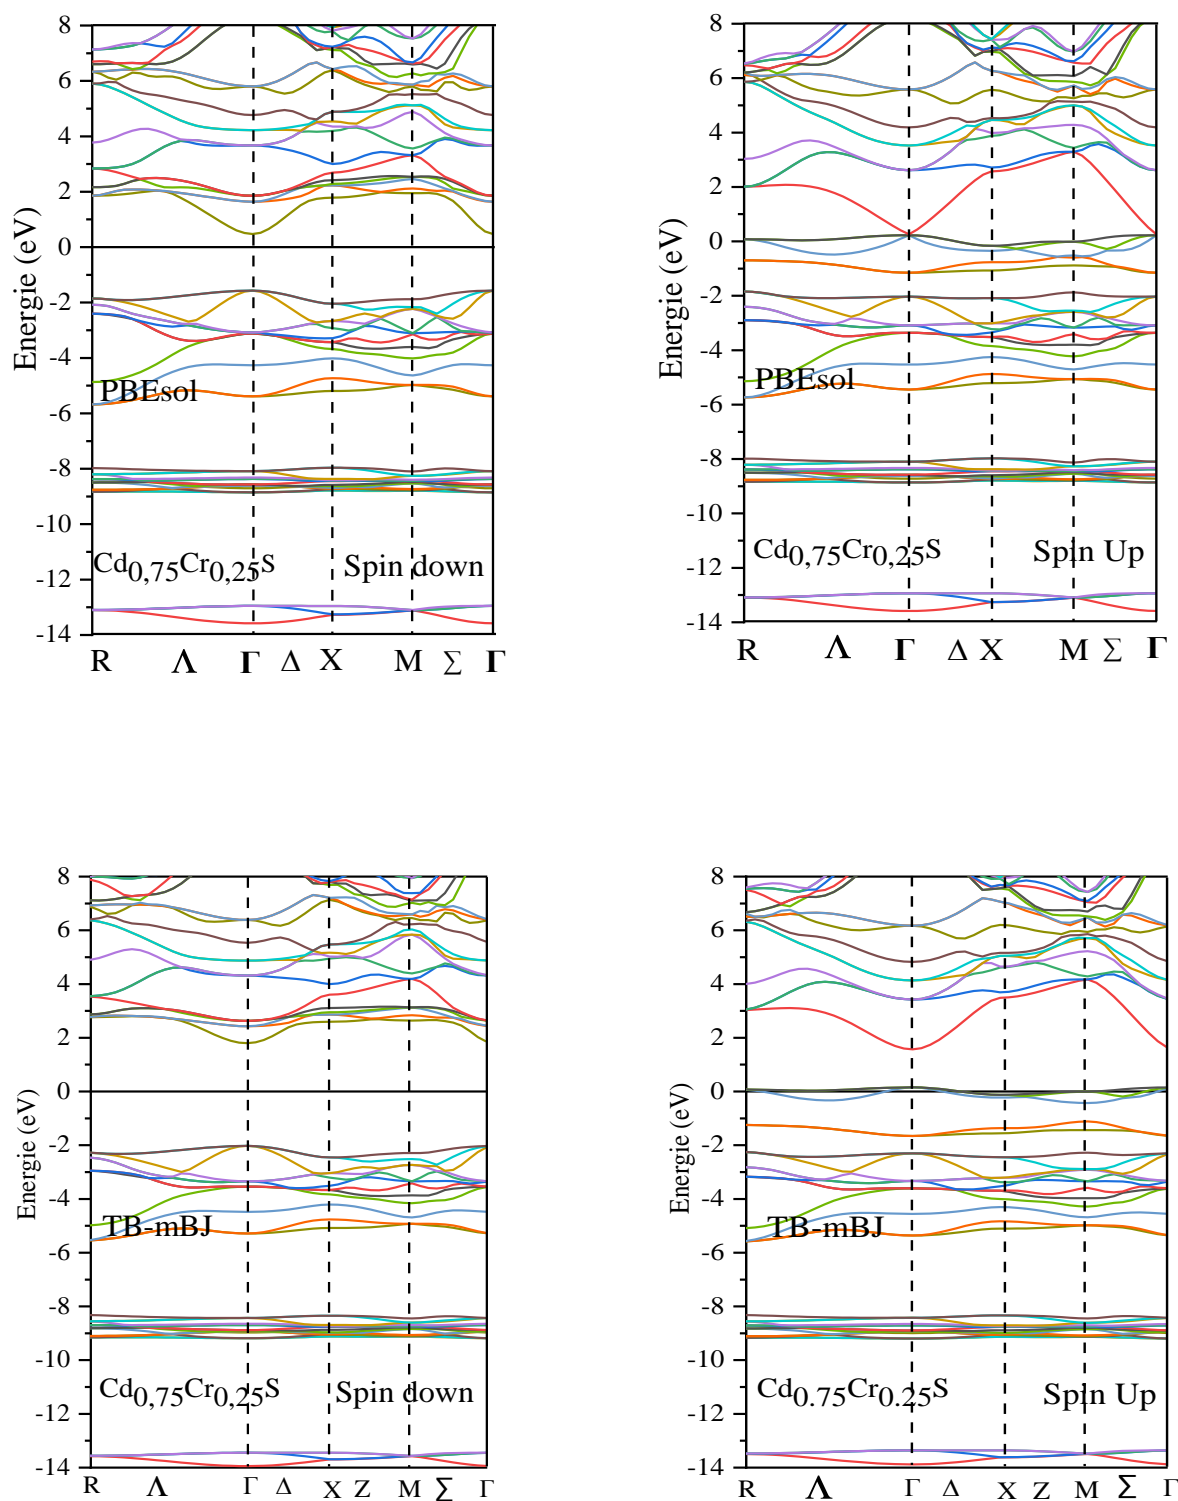 8
6
4
2
0
-2
-4
-6
-8
-10
-12
-14
Energie (eV)
PBEsol
Cd0,75Cr0,25S
Spin down
R Λ Γ Δ X M Σ Γ
8
6
4
2
0
-2
-4
-6
-8
-10
-12
-14
Energie (eV)
PBEsol
Cd0,75Cr0,25S
Spin Up
R Λ Γ Δ X M Σ Γ
8
6
4
2
0
-2
-4
-6
-8
-10
-12
-14
Energie (eV)
TB-mBJ
Cd0,75Cr0,25S
Spin down
R Λ Γ Δ X Z M Σ Γ
8
6
4
2
0
-2
-4
-6
-8
-10
-12
-14
Energie (eV)
TB-mBJ
Cd0.75Cr0.25S
Spin Up
R Λ Γ Δ X Z M Σ Γ